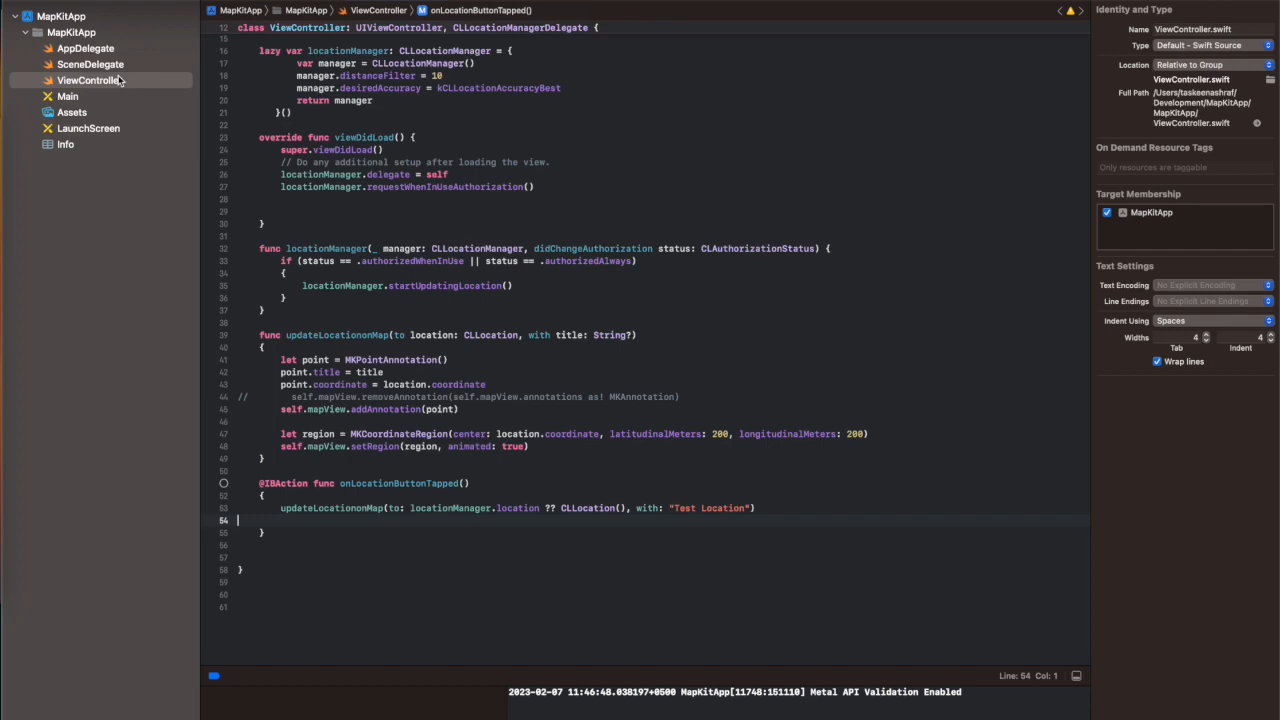 MapKitApp
MapKitApp
AppDelegate
SceneDelegate
ViewController
Main
Assets
LaunchScreen
Info
MapKitApp MapKitApp ViewController M onLocationButtonTapped()
12 class ViewController: UIViewController, CLLocationManagerDelegate {
15
16 lazy var locationManager: CLLocationManager = {
17 var manager = CLLocationManager()
18 manager.distanceFilter = 10
19 manager.desiredAccuracy = kCLLocationAccuracyBest
20 return manager
21 }()
22
23 override func viewDidLoad() {
24 super.viewDidLoad()
25 // Do any additional setup after loading the view.
26 locationManager.delegate = self
27 locationManager.requestWhenInUseAuthorization()
28
29
30 }
31
32 func locationManager(_ manager: CLLocationManager, didChangeAuthorization status: CLAuthorizationStatus) {
33 if (status == .authorizedWhenInUse || status == .authorizedAlways)
34 {
35 locationManager.startUpdatingLocation()
36 }
37 }
38
39 func updateLocationonMap(to location: CLLocation, with title: String?)
40 {
41 let point = MKPointAnnotation()
42 point.title = title
43 point.coordinate = location.coordinate
44 // self.mapView.removeAnnotation(self.mapView.annotations as! MKAnnotation)
45 self.mapView.addAnnotation(point)
46
47 let region = MKCoordinateRegion(center: location.coordinate, latitudinalMeters: 200, longitudinalMeters: 200)
48 self.mapView.setRegion(region, animated: true)
49 }
50
@IBAction func onLocationButtonTapped()
52 {
53 updateLocationonMap(to: locationManager.location ?? CLLocation(), with: "Test Location")
54
55 }
56
57
58 }
59
60
61
Line: 54 Col: 1
2023-02-07 11:46:48.038197+0500 MapKitApp[11748:151110] Metal API Validation Enabled
Identity and Type
Name ViewController.swift
Type Default - Swift Source
Location Relative to Group
ViewController.swift
Full Path /Users/taskeenashraf/
Development/MapKitApp/
MapKitApp/
ViewController.swift
On Demand Resource Tags
Only resources are taggable
Target Membership
MapKitApp
Text Settings
Text Encoding No Explicit Encoding
Line Endings No Explicit Line Endings
Indent Using Spaces
Widths 4 4
Tab Indent
Wrap lines